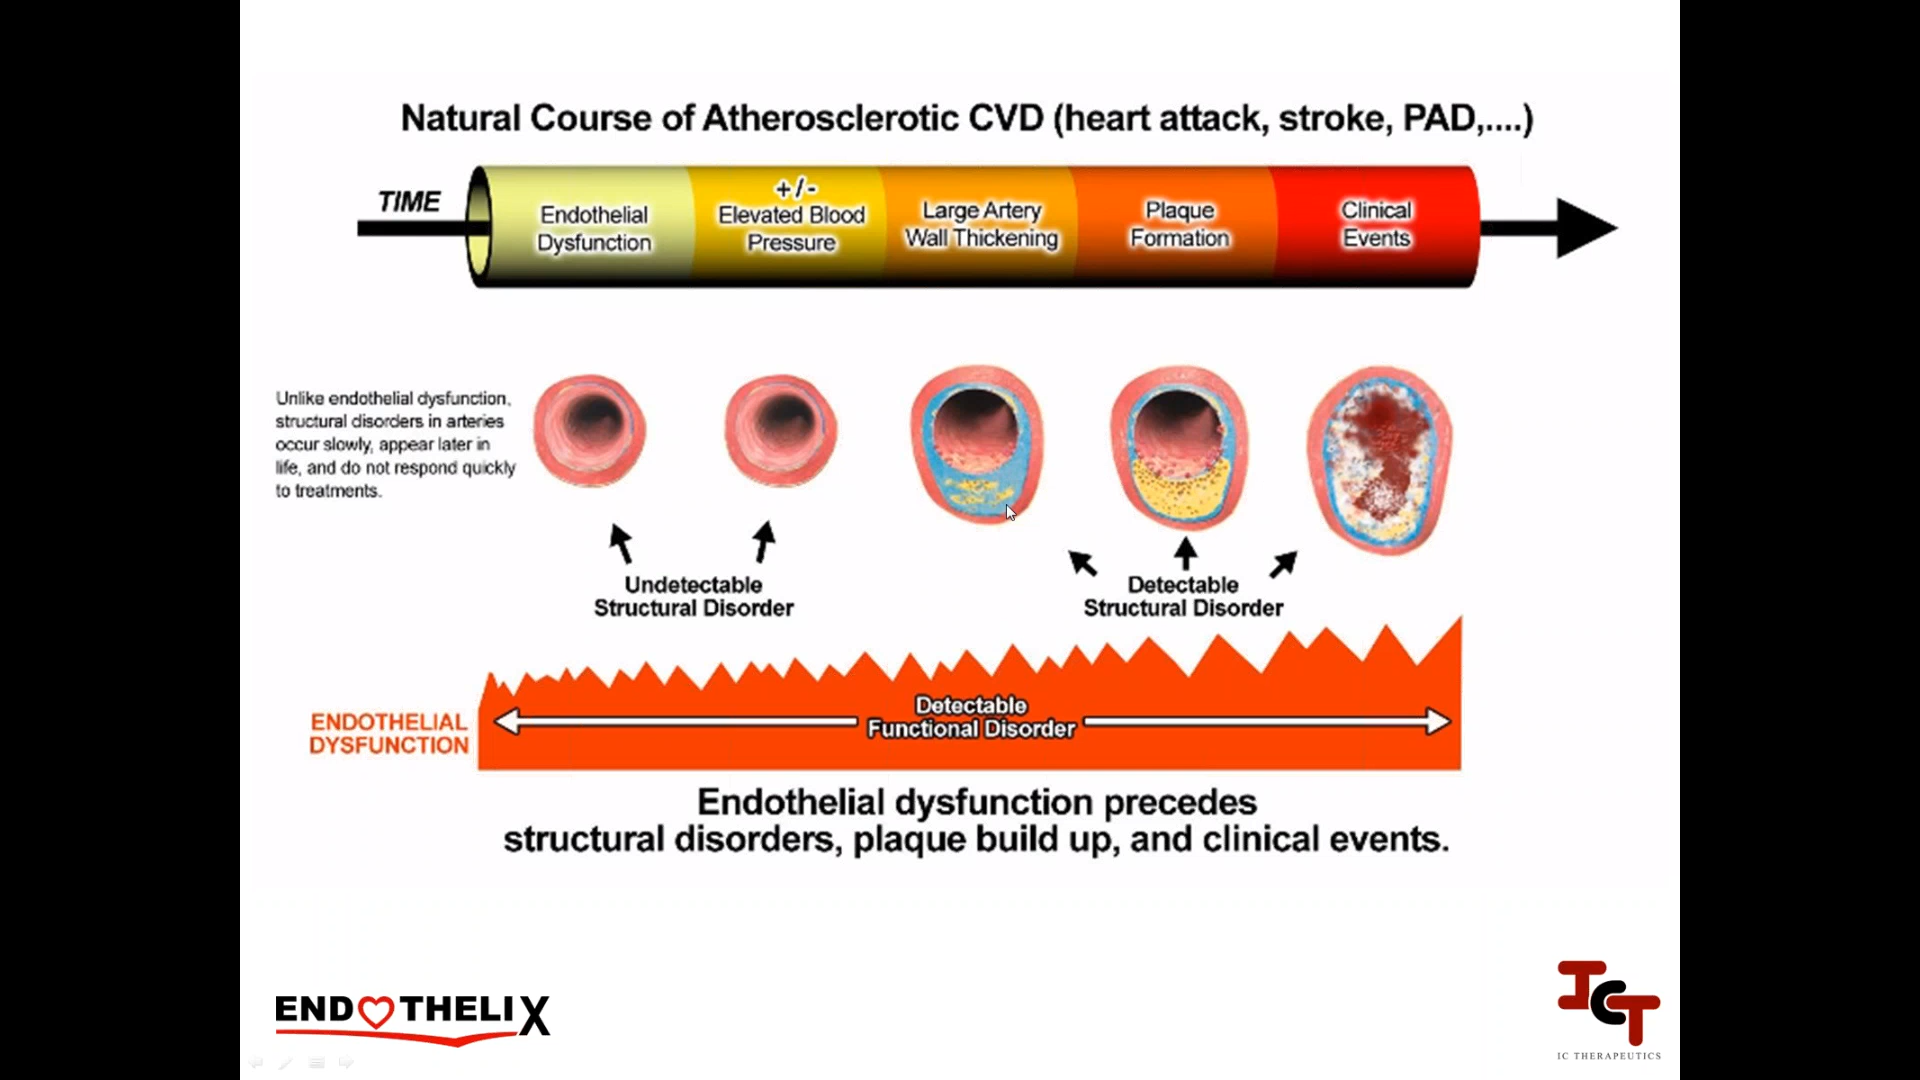 Natural Course of Atherosclerotic CVD (heart attack, stroke, PAD,....)
TIME
Endothelial
Dysfunction
+/-
Elevated Blood
Pressure
Large Artery
Wall Thickening
Plaque
Formation
Clinical
Events
Unlike endothelial dysfunction,
structural disorders in arteries
occur slowly, appear later in
life, and do not respond quickly
to treatments.
Undetectable
Structural Disorder
Detectable
Structural Disorder
ENDOTHELIAL
DYSFUNCTION
Detectable
Functional Disorder
Endothelial dysfunction precedes
structural disorders, plaque build up, and clinical events.
ENDOTHELIX
ICT
IC THERAPEUTICS